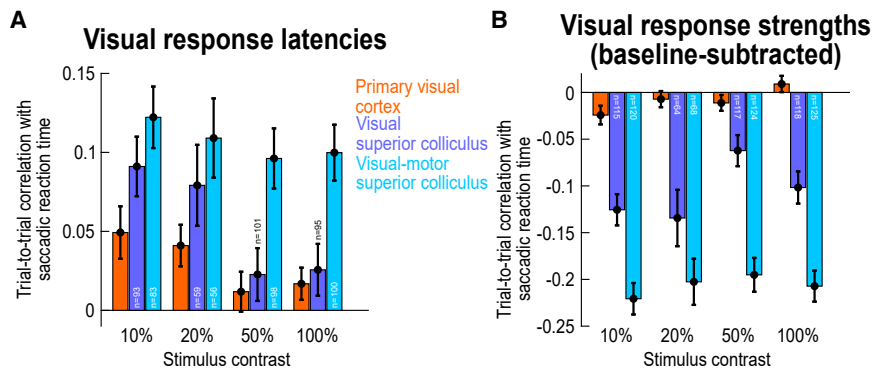 A
Visual response latencies
Trial-to-trial correlation with
saccadic reaction time
0.15
0.1
0.05
0
Primary visual
cortex
Visual
superior colliculus
Visual-motor
superior colliculus
n=93
n=83
n=59
n=56
n=101
n=98
n=95
n=100
10%
20%
50%
100%
Stimulus contrast
B
Visual response strengths
(baseline-subtracted)
Trial-to-trial correlation with
saccadic reaction time
0
-0.05
-0.1
-0.15
-0.2
-0.25
n=115
n=120
n=64
n=68
n=117
n=124
n=118
n=125
10%
20%
50%
100%
Stimulus contrast